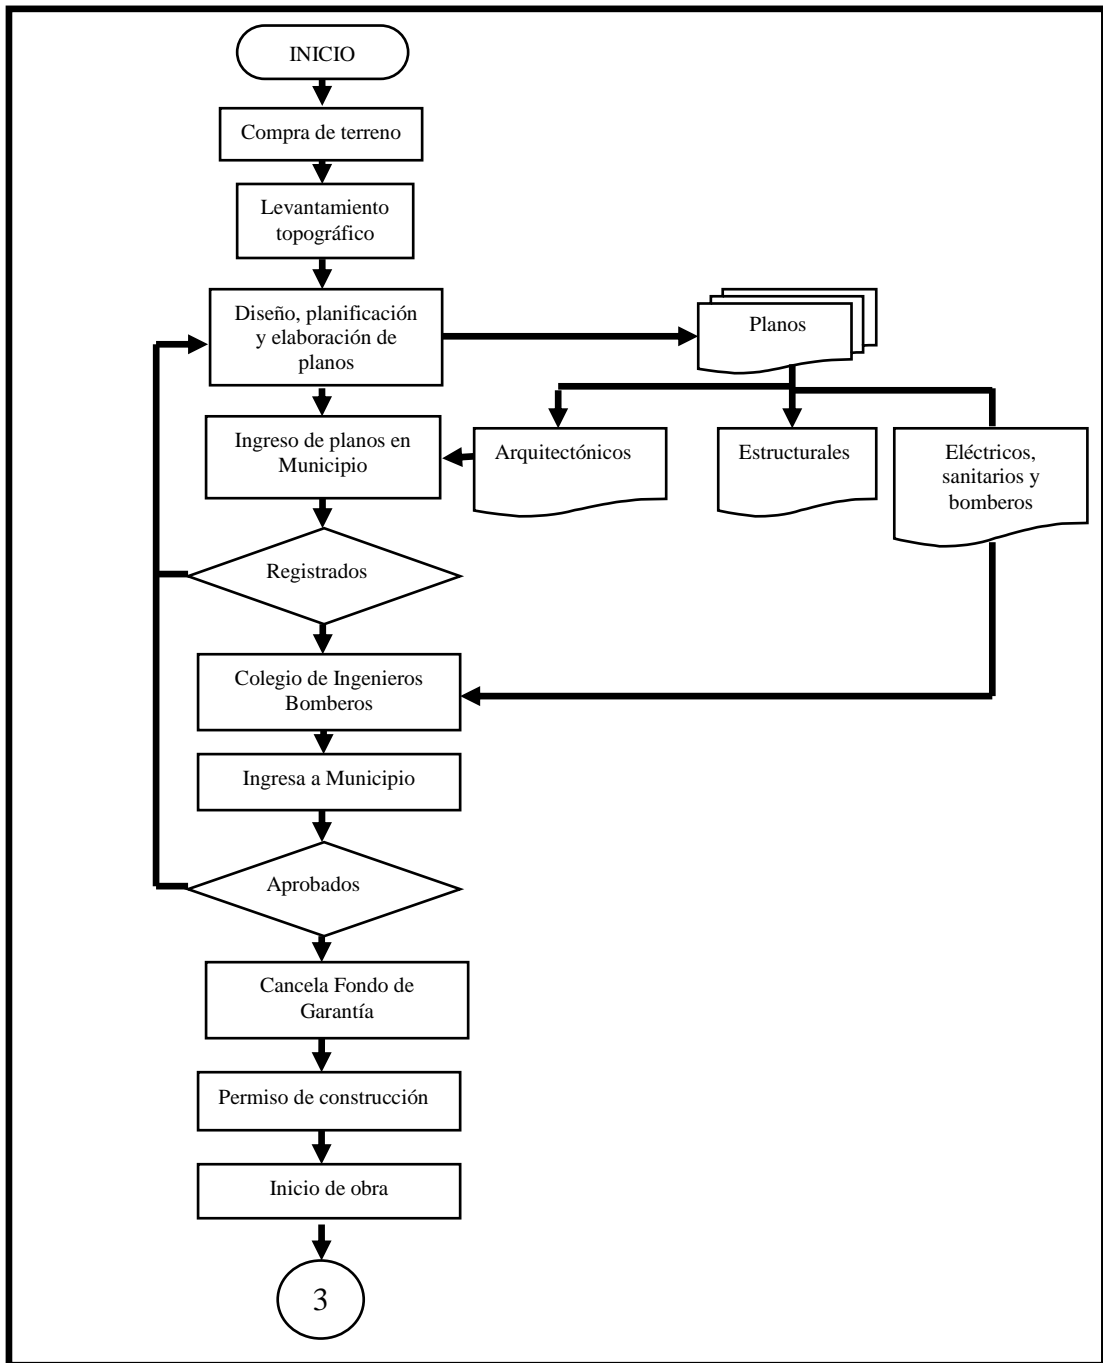 INICIO
Compra de terreno
Levantamiento
topográfico
Diseño, planificación
y elaboración de
planos
Planos
Ingreso de planos en
Municipio
Arquitectónicos
Estructurales
Eléctricos,
sanitarios y
bomberos
Registrados
Colegio de Ingenieros
Bomberos
Ingresa a Municipio
Aprobados
Cancela Fondo de
Garantía
Permiso de construcción
Inicio de obra
3